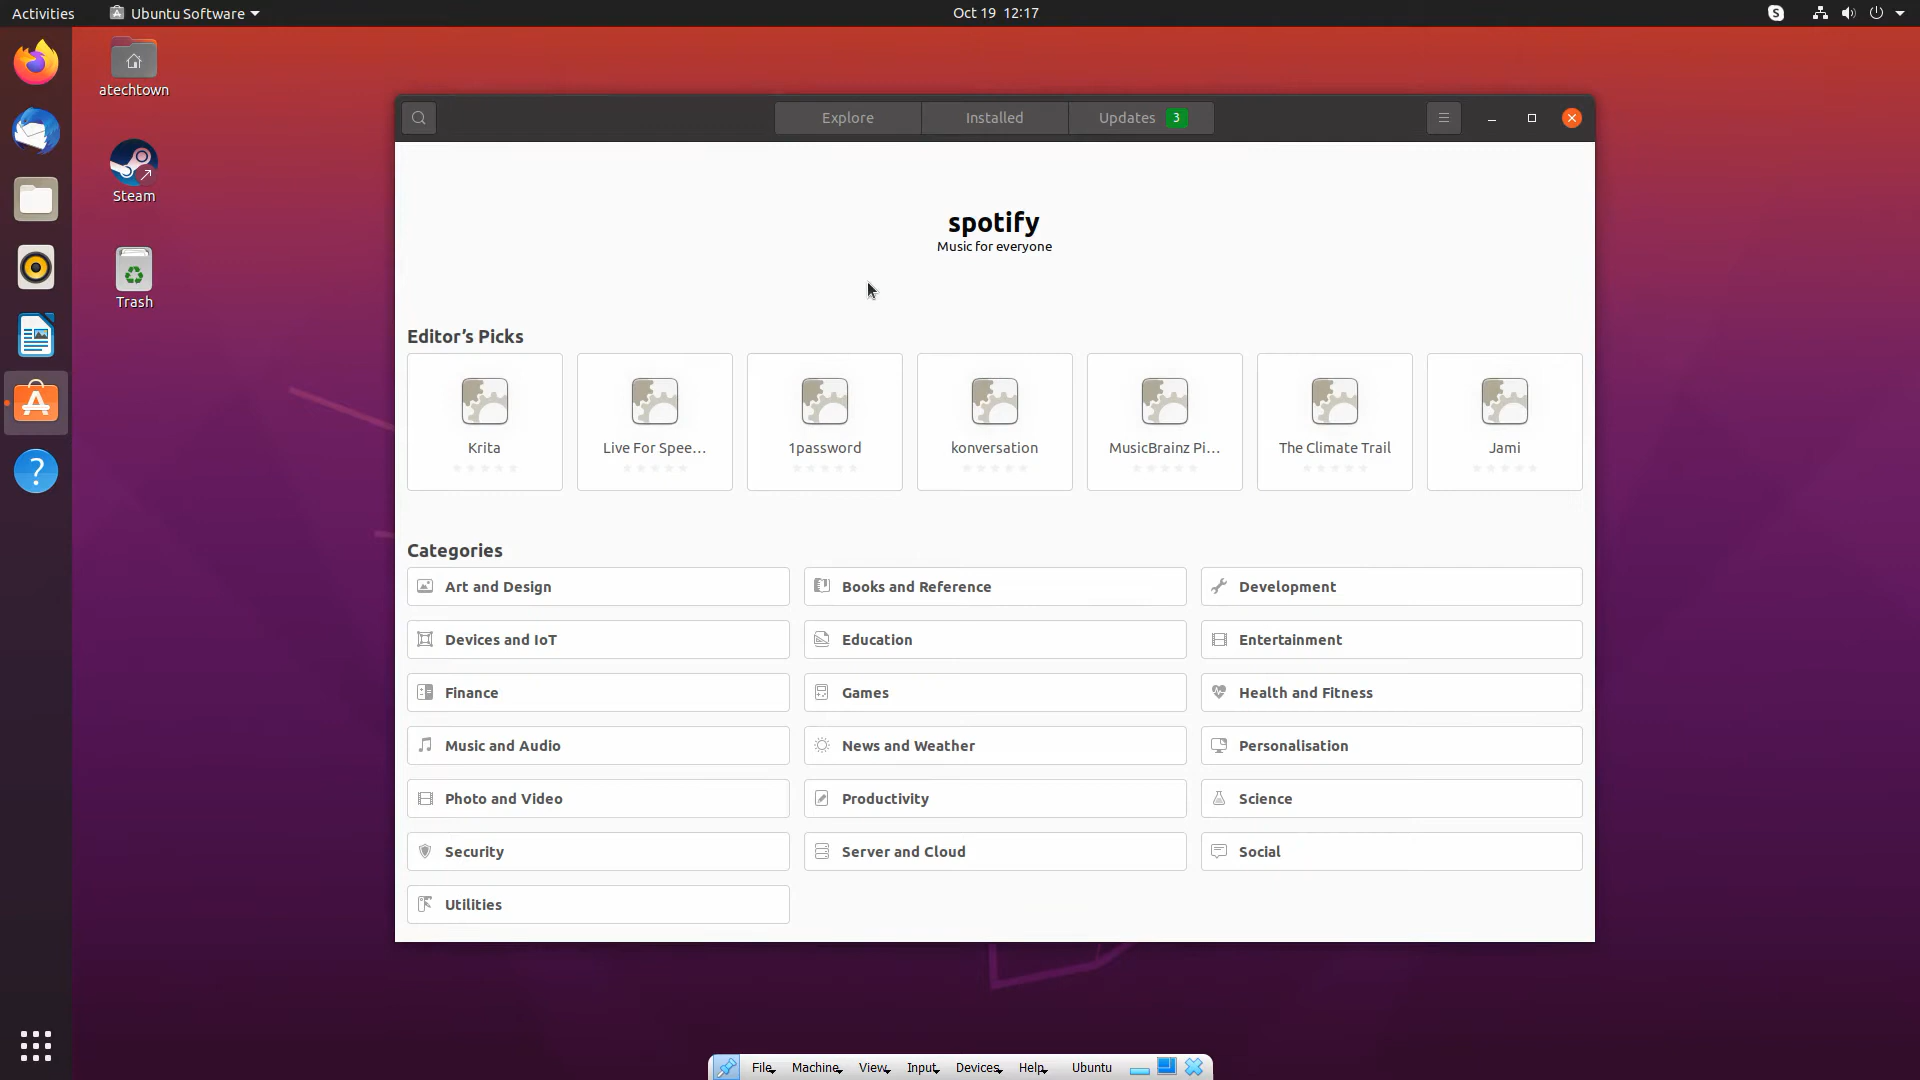 Activities
Ubuntu Software
Oct 19 12:17
atechtown
Steam
Trash
Explore
Installed
Updates 3
spotify
Music for everyone
Editor’s Picks
Krita
Live For Spee…
1password
konversation
MusicBrainz Pi…
The Climate Trail
Jami
Categories
Art and Design
Books and Reference
Development
Devices and IoT
Education
Entertainment
Finance
Games
Health and Fitness
Music and Audio
News and Weather
Personalisation
Photo and Video
Productivity
Science
Security
Server and Cloud
Social
Utilities
File Machine View Input Devices Help Ubuntu